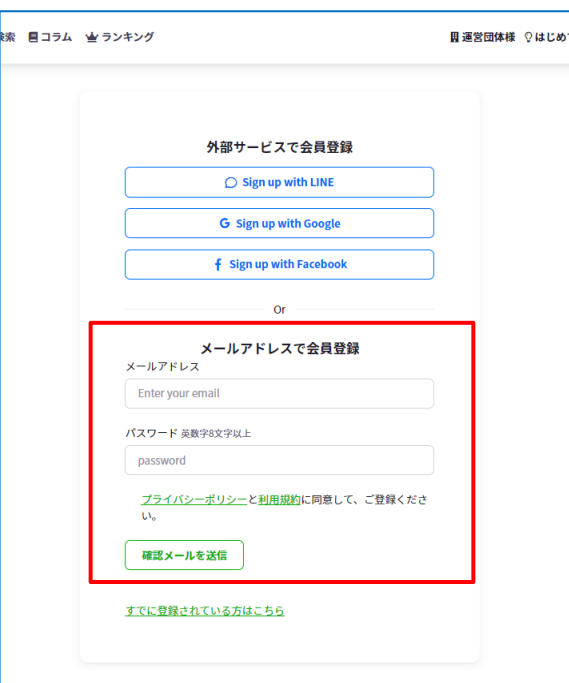 検索 コラム ランキング 運営団体様 はじめて
外部サービスで会員登録
Sign up with LINE
Sign up with Google
Sign up with Facebook
Or
メールアドレスで会員登録
メールアドレス
Enter your email
パスワード 英数字8文字以上
password
プライバシーポリシーと利用規約に同意して、ご登録くださ
い。
確認メールを送信
すでに登録されている方はこちら